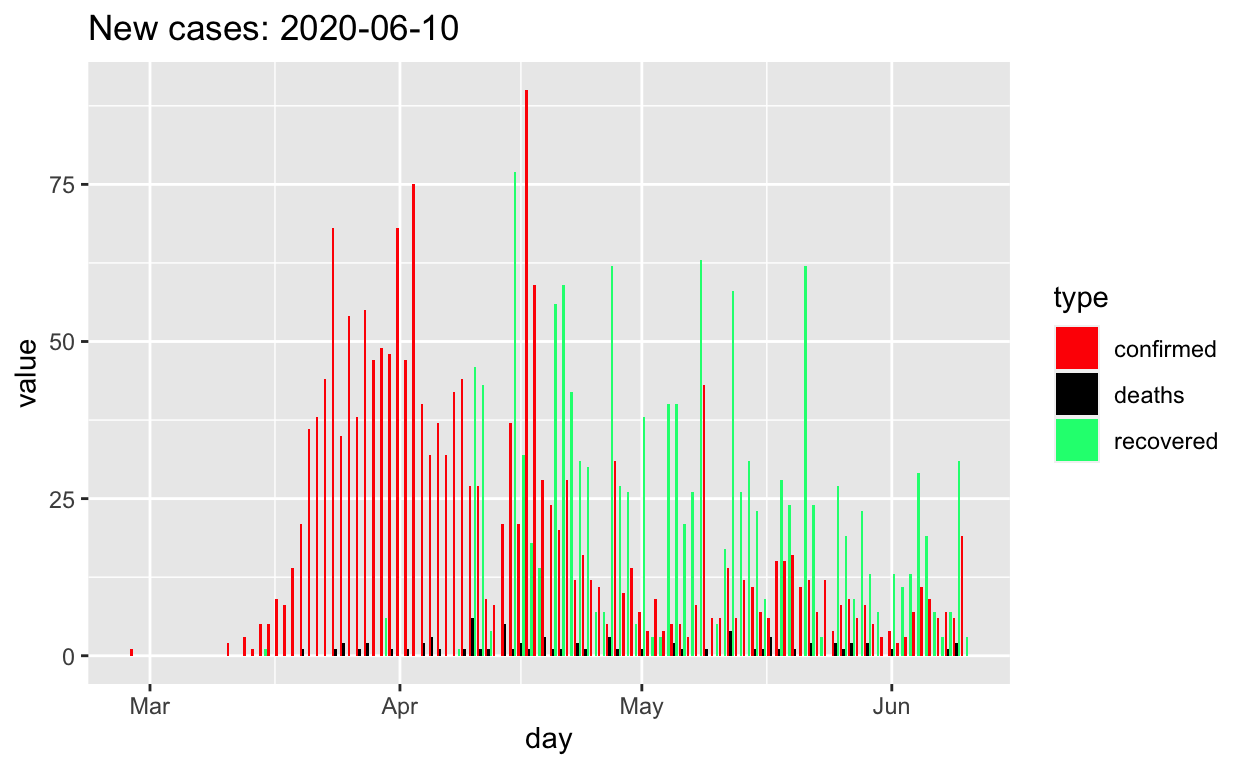 New cases: 2020-06-10
value
75
50
25
0
Mar Apr May Jun
day
type
confirmed
deaths
recovered